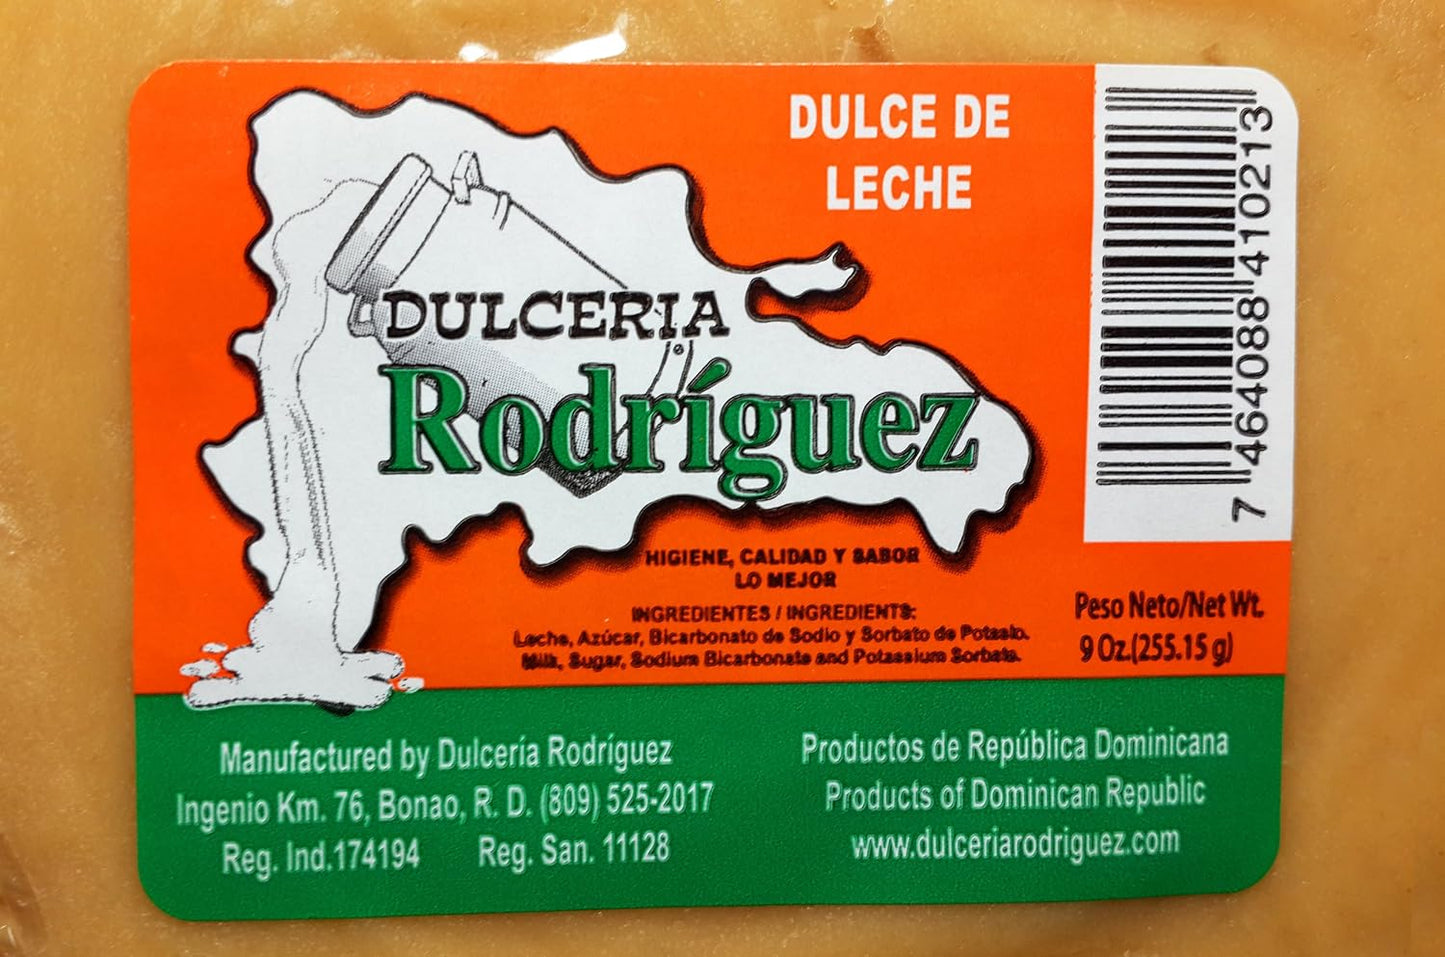 DULCE DE
LECHE
DULCERIA
Rodríguez
HIGIENE, CALIDAD Y SABOR
LO MEJOR
INGREDIENTES / INGREDIENTS:
Leche, Azúcar, Bicarbonato de Sodio y Sorbato de Potasio.
Milk, Sugar, Sodium Bicarbonate and Potassium Sorbate.
Peso Neto/Net Wt.
9 Oz.(255.15 g)
7 464088 410213
Manufactured by Dulcería Rodríguez
Ingenio Km. 76, Bonao, R. D. (809) 525-2017
Reg. Ind.174194 Reg. San. 11128
Productos de República Dominicana
Products of Dominican Republic
www.dulceriarodriguez.com